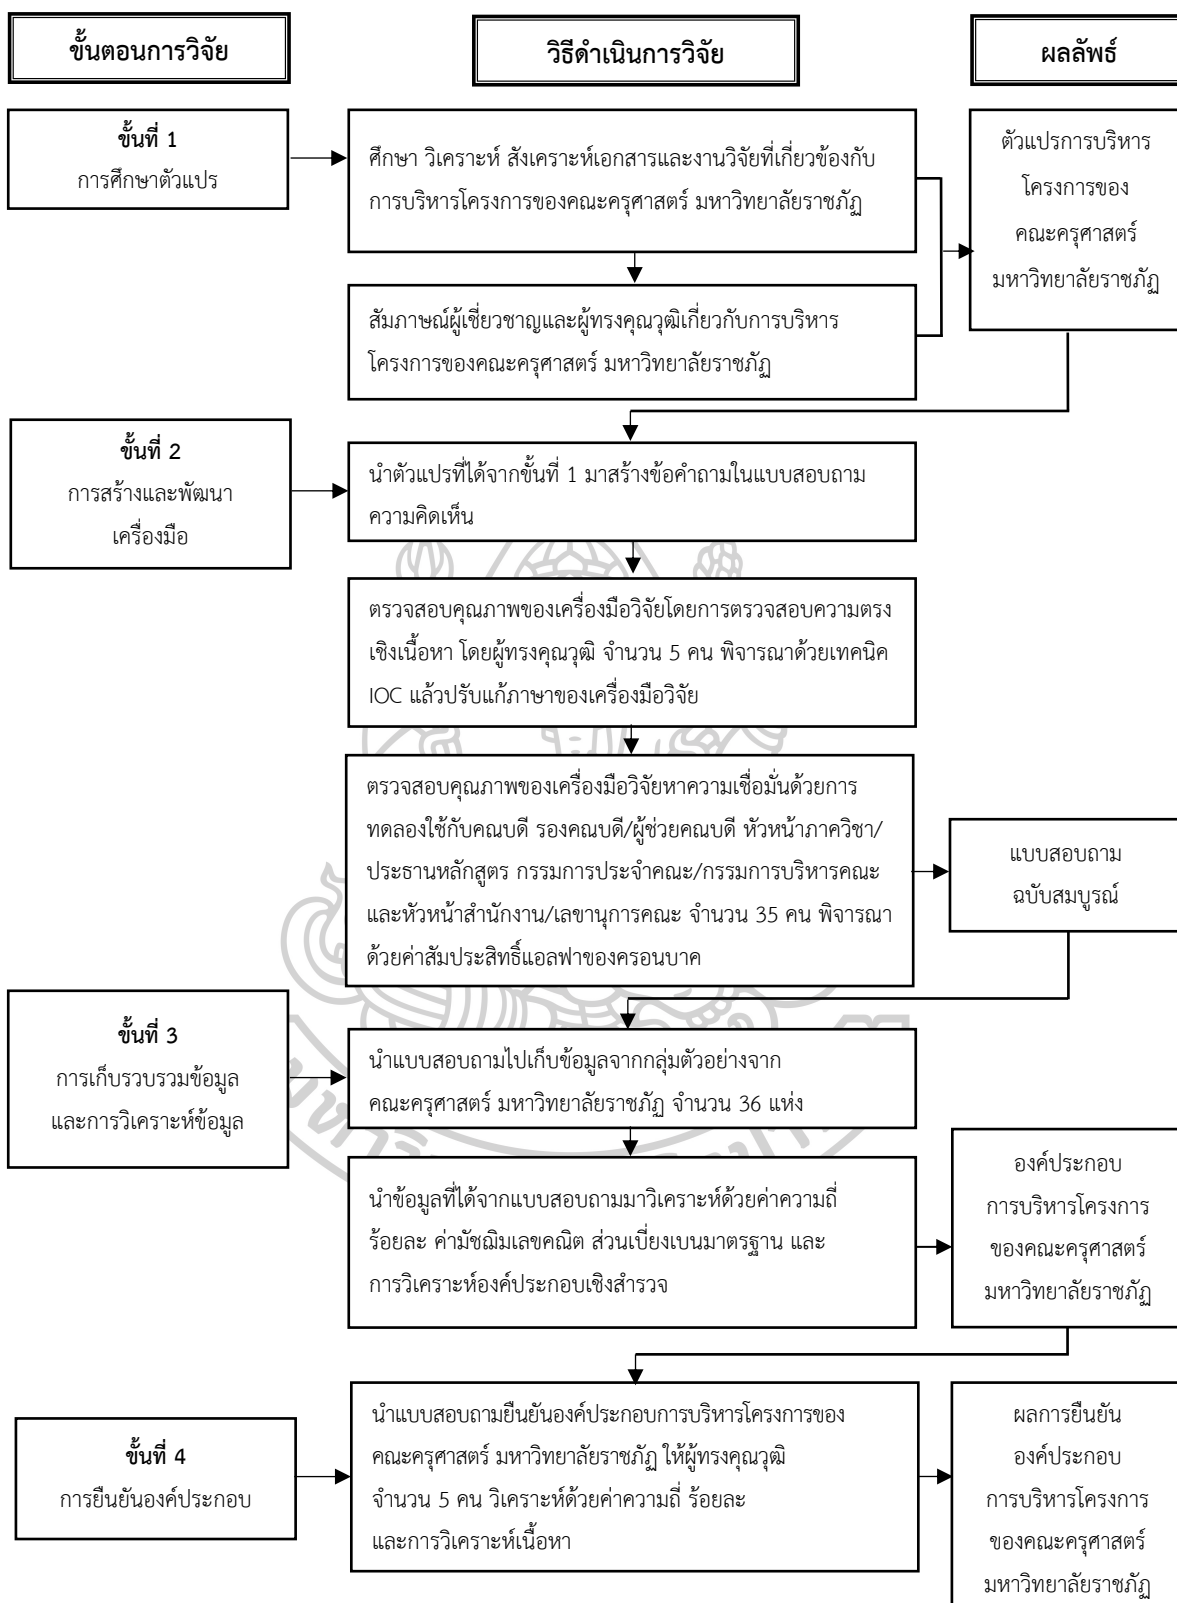 ขั้นตอนการวิจัย
วิธีดำเนินการวิจัย
ผลลัพธ์
ขั้นที่ 1
การศึกษาตัวแปร
ศึกษา วิเคราะห์ สังเคราะห์เอกสารและงานวิจัยที่เกี่ยวข้องกับ
การบริหารโครงการของคณะครุศาสตร์ มหาวิทยาลัยราชภัฏ
ตัวแปรการบริหาร
โครงการของ
คณะครุศาสตร์
มหาวิทยาลัยราชภัฏ
สัมภาษณ์ผู้เชี่ยวชาญและผู้ทรงคุณวุฒิเกี่ยวกับการบริหาร
โครงการของคณะครุศาสตร์ มหาวิทยาลัยราชภัฏ
ขั้นที่ 2
การสร้างและพัฒนา
เครื่องมือ
นำตัวแปรที่ได้จากขั้นที่ 1 มาสร้างข้อคำถามในแบบสอบถาม
ความคิดเห็น
ตรวจสอบคุณภาพของเครื่องมือวิจัยโดยการตรวจสอบความตรง
เชิงเนื้อหา โดยผู้ทรงคุณวุฒิ จำนวน 5 คน พิจารณาด้วยเทคนิค
IOC แล้วปรับแก้ภาษาของเครื่องมือวิจัย
ตรวจสอบคุณภาพของเครื่องมือวิจัยหาความเชื่อมั่นด้วยการ
ทดลองใช้กับคณบดี รองคณบดี/ผู้ช่วยคณบดี หัวหน้าภาควิชา/
ประธานหลักสูตร กรรมการประจำคณะ/กรรมการบริหารคณะ
และหัวหน้าสำนักงาน/เลขานุการคณะ จำนวน 35 คน พิจารณา
ด้วยค่าสัมประสิทธิ์แอลฟาของครอนบาค
แบบสอบถาม
ฉบับสมบูรณ์
ขั้นที่ 3
การเก็บรวบรวมข้อมูล
และการวิเคราะห์ข้อมูล
นำแบบสอบถามไปเก็บข้อมูลจากกลุ่มตัวอย่างจาก
คณะครุศาสตร์ มหาวิทยาลัยราชภัฏ จำนวน 36 แห่ง
นำข้อมูลที่ได้จากแบบสอบถามมาวิเคราะห์ด้วยค่าความถี่
ร้อยละ ค่ามัชฌิมเลขคณิต ส่วนเบี่ยงเบนมาตรฐาน และ
การวิเคราะห์องค์ประกอบเชิงสำรวจ
องค์ประกอบ
การบริหารโครงการ
ของคณะครุศาสตร์
มหาวิทยาลัยราชภัฏ
ขั้นที่ 4
การยืนยันองค์ประกอบ
นำแบบสอบถามยืนยันองค์ประกอบการบริหารโครงการของ
คณะครุศาสตร์ มหาวิทยาลัยราชภัฏ ให้ผู้ทรงคุณวุฒิ
จำนวน 5 คน วิเคราะห์ด้วยค่าความถี่ ร้อยละ
และการวิเคราะห์เนื้อหา
ผลการยืนยัน
องค์ประกอบ
การบริหารโครงการ
ของคณะครุศาสตร์
มหาวิทยาลัยราชภัฏ